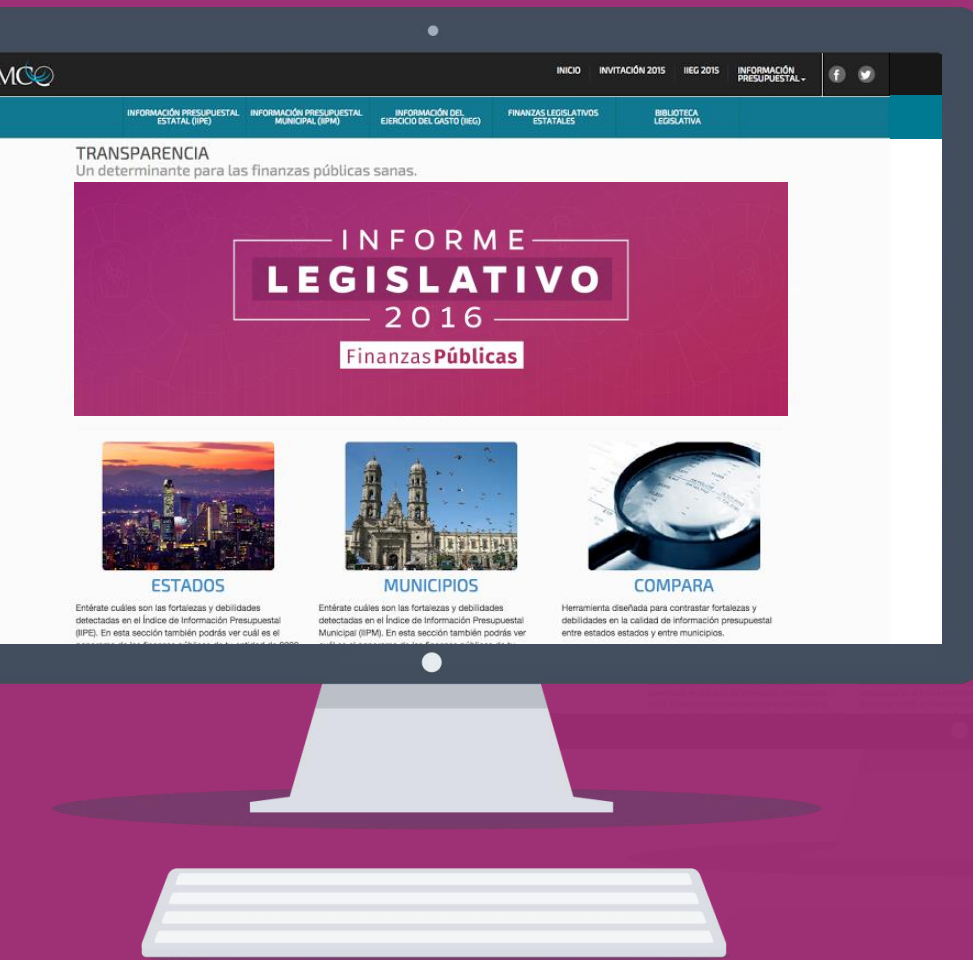 INICIO INVITACIÓN 2015 IIEG 2015 INFORMACIÓN
PRESUPUESTAL
INFORMACIÓN PRESUPUESTAL
ESTATAL (IIPE)
INFORMACIÓN PRESUPUESTAL
MUNICIPAL (IIPM)
INFORMACIÓN DEL
EJERCICIO DEL GASTO (IIEG)
FINANZAS LEGISLATIVOS
ESTATALES
BIBLIOTECA
LEGISLATIVA
TRANSPARENCIA
Un determinante para las finanzas públicas sanas.
INFORME
LEGISLATIVO
2016
FinanzasPúblicas
ESTADOS
Entérate cuáles son las fortalezas y debilidades
detectadas en el Índice de Información Presupuestal
(IIPE). En esta sección también podrás ver cuál es el
MUNICIPIOS
Entérate cuáles son las fortalezas y debilidades
detectadas en el Índice de Información Presupuestal
Municipal (IIPM). En esta sección también podrás ver
COMPARA
Herramienta diseñada para contrastar fortalezas y
debilidades en la calidad de información presupuestal
entre estados estados y entre municipios.